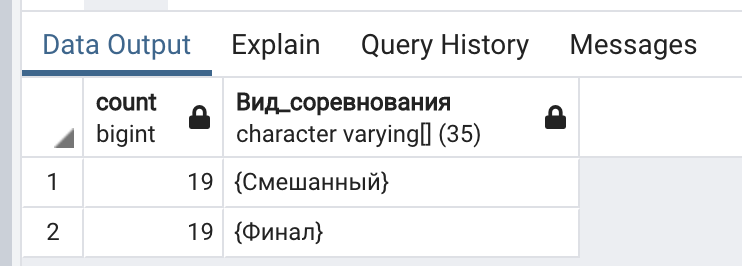 Data Output Explain Query History Messages
count Вид_соревнования
bigint character varying[] (35)
1 19 {Смешанный}
2 19 {Финал}